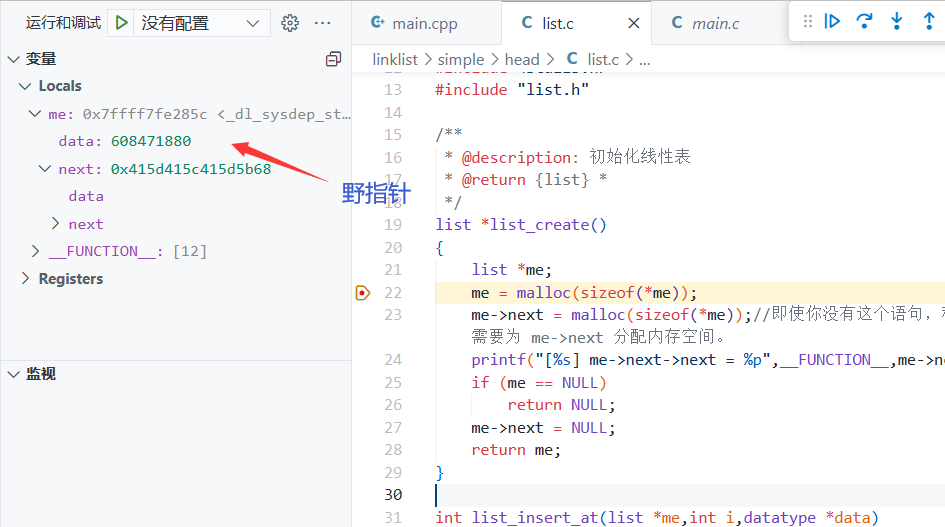 运行和调试 没有配置 ···
变量
Locals
me: 0x7ffff7fe285c <_dl_sysdep_st…
data: 608471880
next: 0x415d415c415d5b68
data
next
__FUNCTION__: [12]
Registers
监视
野指针
main.cpp list.c main.c
linklist > simple > head > C list.c > ...
13 #include "list.h"
14
15 /**
16 * @description: 初始化线性表
17 * @return {list} *
18 */
19 list *list_create()
20 {
21 list *me;
22 me = malloc(sizeof(*me));
23 me->next = malloc(sizeof(*me));//即使你没有这个语句，
需要为 me->next 分配内存空间。
24 printf("[%s] me->next->next = %p",__FUNCTION__,me->ne
25 if (me == NULL)
26 return NULL;
27 me->next = NULL;
28 return me;
29 }
30
31 int list_insert_at(list *me,int i,datatype *data)